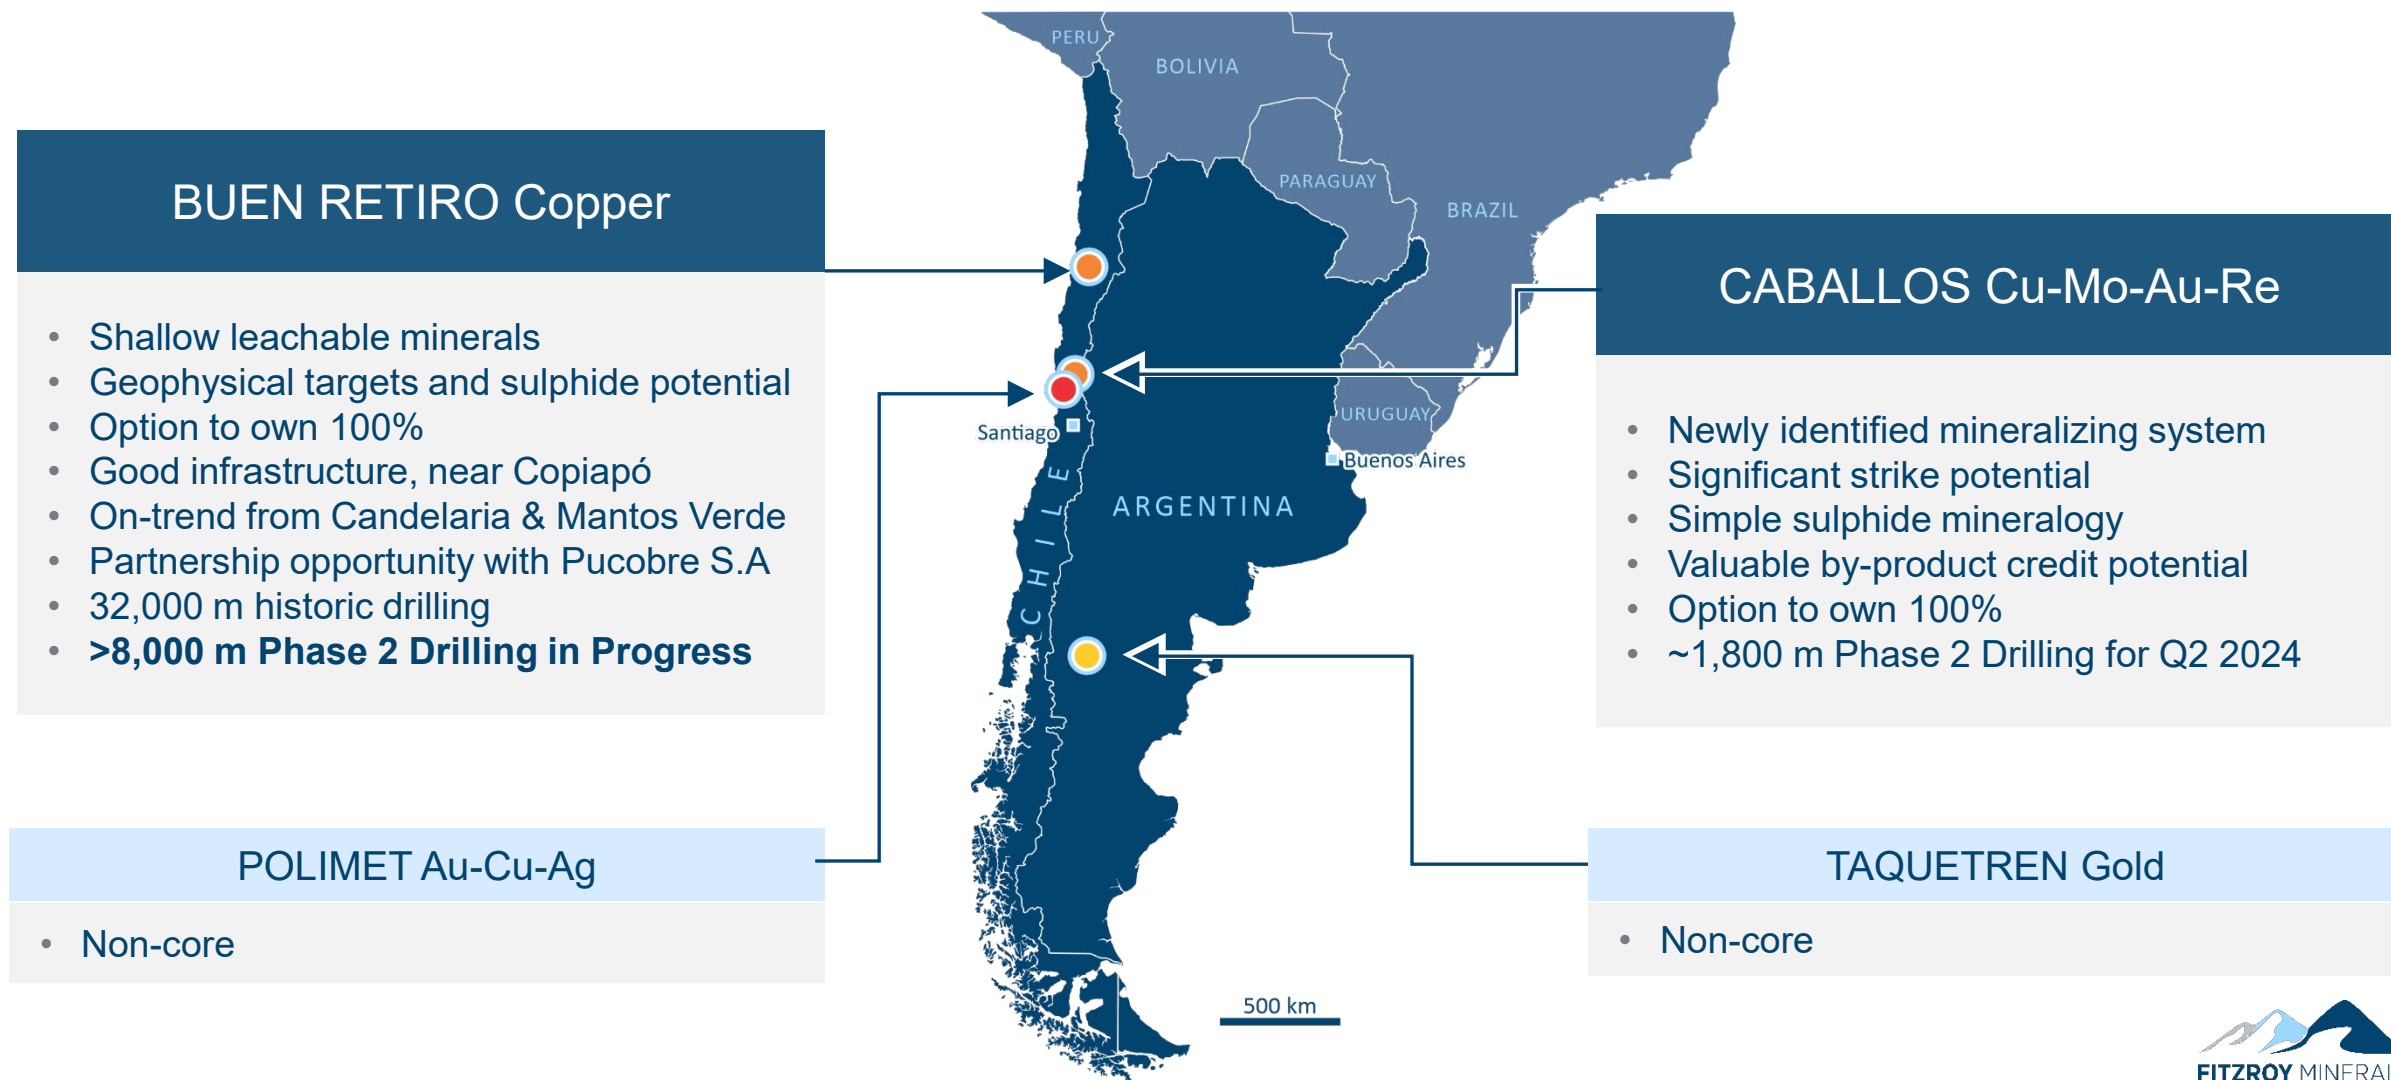 BUEN RETIRO Copper
• Shallow leachable minerals
• Geophysical targets and sulphide potential
• Option to own 100%
• Good infrastructure, near Copiapó
• On-trend from Candelaria & Mantos Verde
• Partnership opportunity with Pucobre S.A
• 32,000 m historic drilling
• >8,000 m Phase 2 Drilling in Progress
POLIMET Au-Cu-Ag
• Non-core
PERU
BOLIVIA
PARAGUAY
BRAZIL
URUGUAY
Santiago
Buenos Aires
CHILE
ARGENTINA
500 km
CABALLOS Cu-Mo-Au-Re
• Newly identified mineralizing system
• Significant strike potential
• Simple sulphide mineralogy
• Valuable by-product credit potential
• Option to own 100%
• ~1,800 m Phase 2 Drilling for Q2 2024
TAQUETREN Gold
• Non-core
FITZROY MINERAL